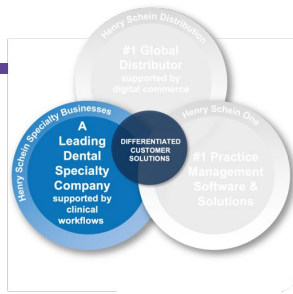 Henry Schein Distribution
#1 Global
Distributor
supported by
digital commerce
Henry Schein Specialty Businesses
A
Leading
Dental
Specialty
Company
supported by
clinical
workflows
DIFFERENTIATED
CUSTOMER
SOLUTIONS
Henry Schein One
#1 Practice
Management
Software &
Solutions